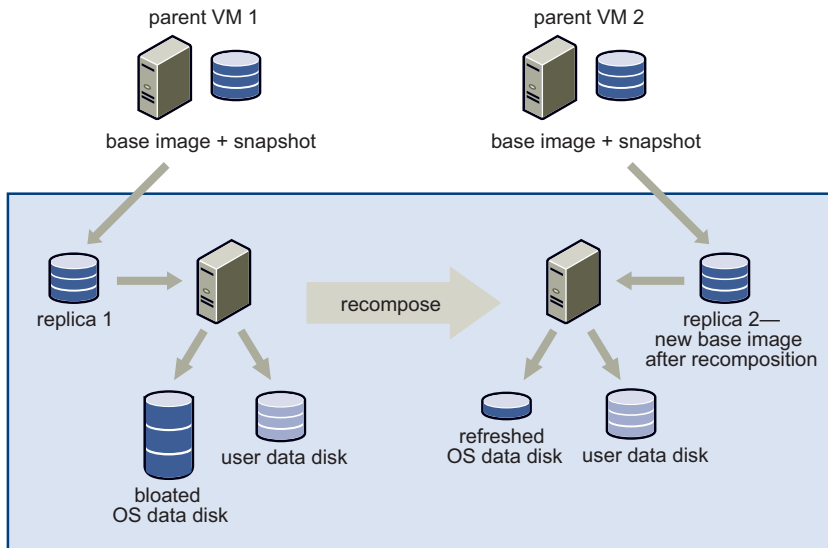 parent VM 1
parent VM 2
base image + snapshot
base image + snapshot
replica 1
recompose
replica 2—
new base image
after recomposition
bloated
OS data disk
user data disk
refreshed
OS data disk
user data disk